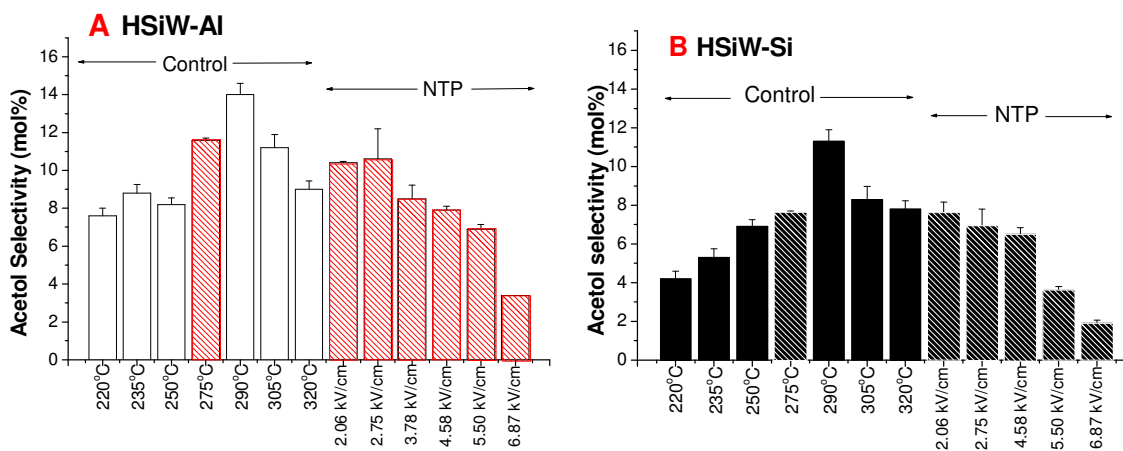 A HSiW-Al
Control
NTP
Acetol Selectivity (mol%)
16
14
12
10
8
6
4
2
0
220°C
235°C
250°C
275°C
290°C
305°C
320°C
2.06 kV/cm
2.75 kV/cm
3.78 kV/cm
4.58 kV/cm
5.50 kV/cm
6.87 kV/cm
B HSiW-Si
Control
NTP
Acetol selectivity (mol%)
16
14
12
10
8
6
4
2
0
220°C
235°C
250°C
275°C
290°C
305°C
320°C
2.06 kV/cm
2.75 kV/cm
4.58 kV/cm
5.50 kV/cm
6.87 kV/cm